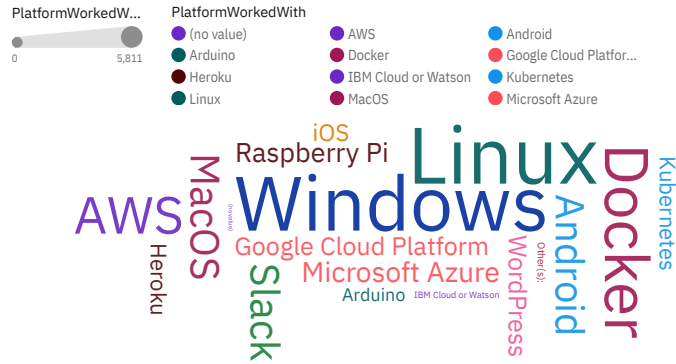 PlatformWorkedW...
0
5,811
PlatformWorkedWith
(no value)
AWS
Android
Arduino
Docker
Google Cloud Platfor...
Heroku
IBM Cloud or Watson
Kubernetes
Linux
MacOS
Microsoft Azure
iOS
Raspberry Pi
Linux
Docker
Kubernetes
MacOS
AWS
(no value)
Windows
Android
Heroku
Google Cloud Platform
WordPress
Other(s):
Slack
Microsoft Azure
Arduino
IBM Cloud or Watson